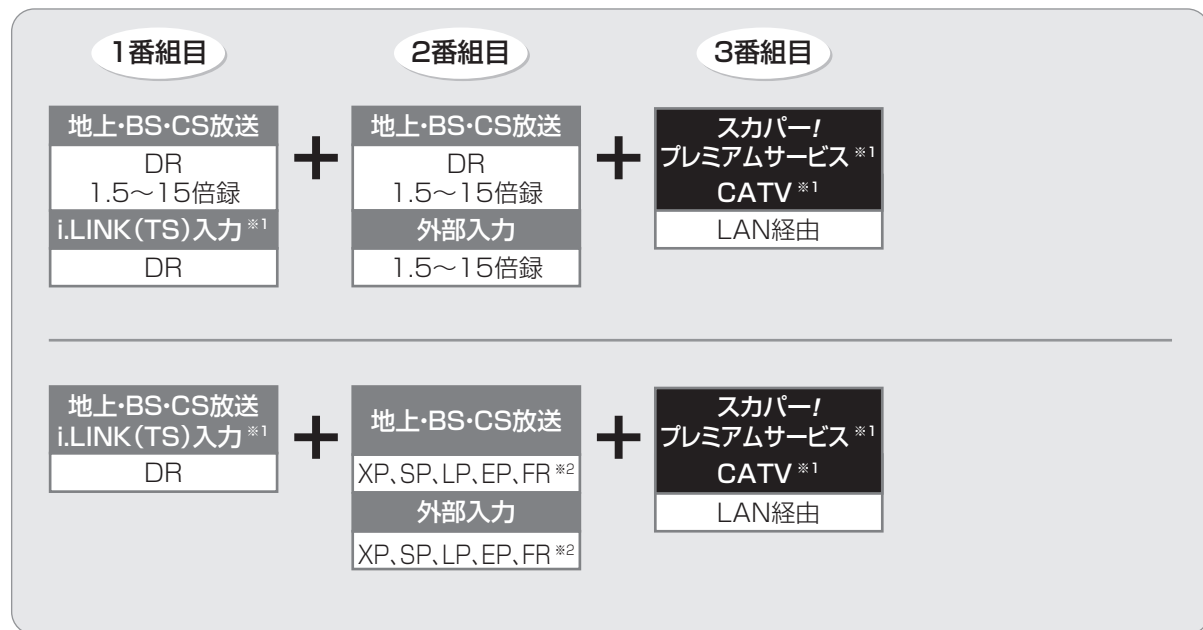 1番組目
2番組目
3番組目
地上・BS・CS放送
DR
1.5〜15倍録
i.LINK(TS)入力※1
DR
+
地上・BS・CS放送
DR
1.5〜15倍録
外部入力
1.5〜15倍録
+
スカパー!
プレミアムサービス※1
CATV※1
LAN経由
地上・BS・CS放送
i.LINK(TS)入力※1
DR
+
地上・BS・CS放送
XP、SP、LP、EP、FR※2
外部入力
XP、SP、LP、EP、FR※2
+
スカパー!
プレミアムサービス※1
CATV※1
LAN経由